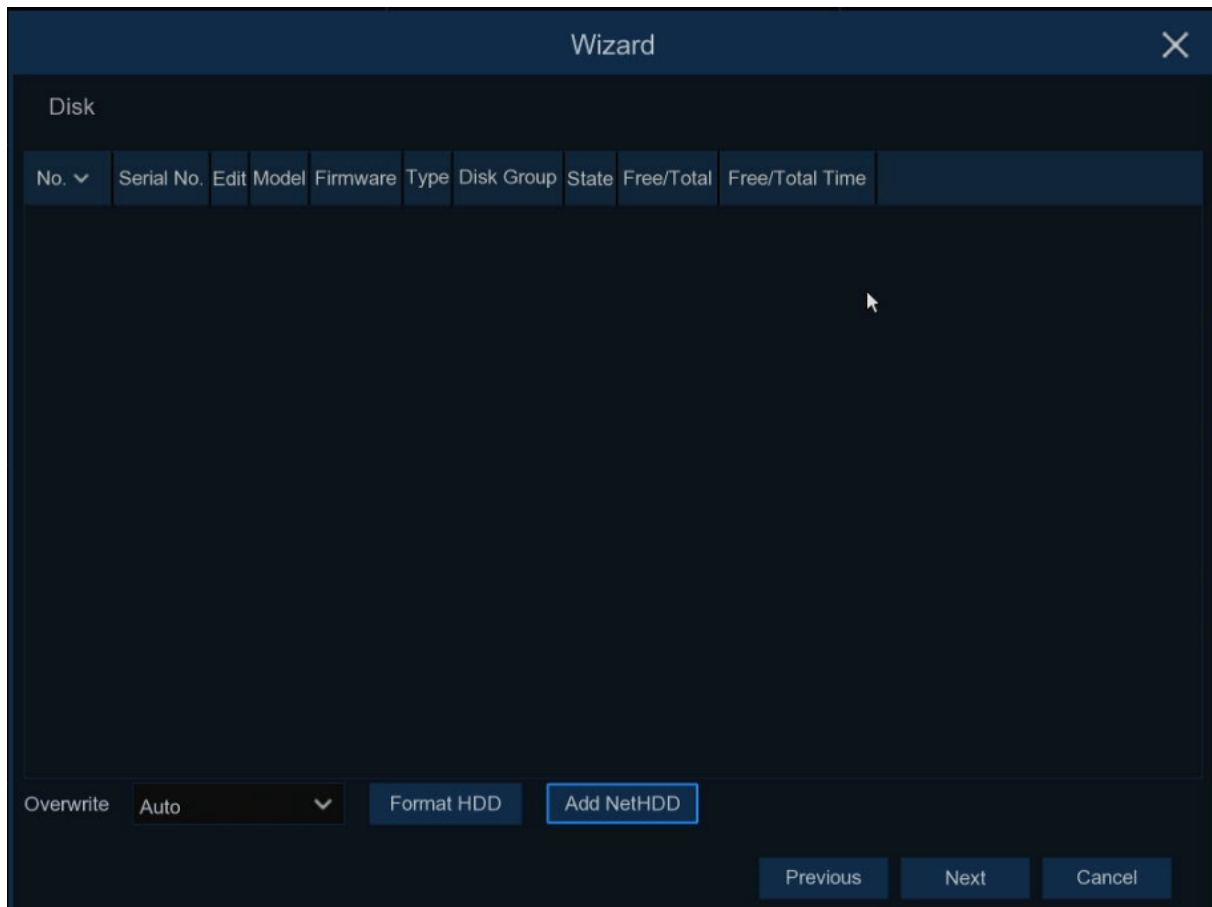 Wizard
Disk
No. Serial No. Edit Model Firmware Type Disk Group State Free/Total Free/Total Time
Overwrite Auto Format HDD Add NetHDD
Previous Next Cancel